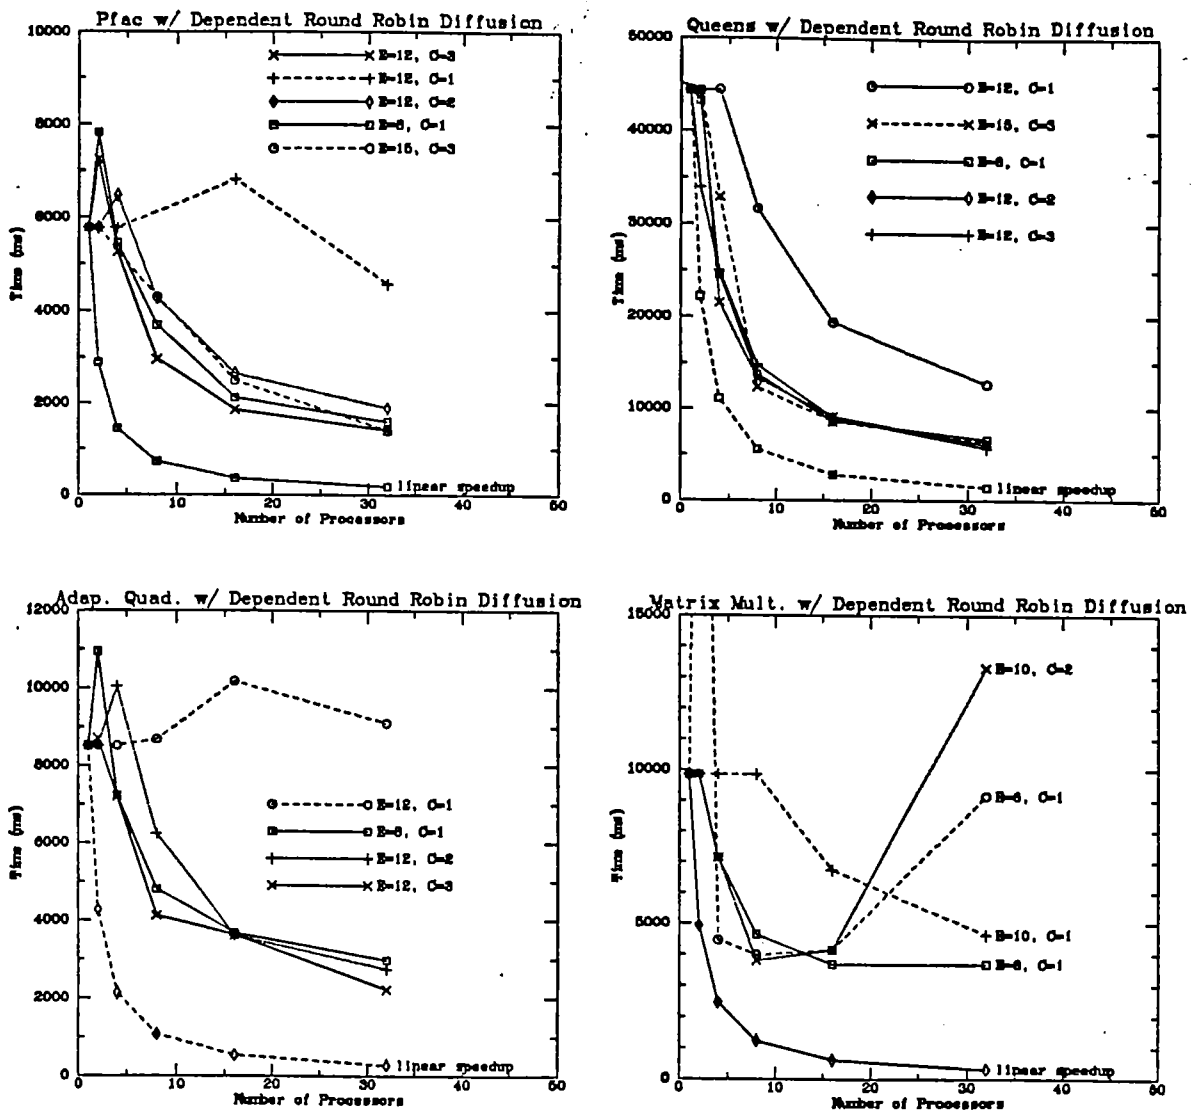 Pfac w/ Dependent Round Robin Diffusion
10000
8000
6000
4000
2000
0
Time (ms)
E=12, C=3
E=12, C=1
E=12, C=2
E=8, C=1
E=15, C=3
linear speedup
0 10 20 30 40 50
Number of Processors
Queens w/ Dependent Round Robin Diffusion
50000
40000
30000
20000
10000
0
Time (ms)
E=12, C=1
E=15, C=3
C=1
E=12, C=2
E=12, C=3
linear speedup
0 10 20 30 40 50
Number of Processors
Adap. Quad. w/ Dependent Round Robin Diffusion
12000
10000
8000
6000
4000
2000
0
Time (ms)
E=12, C=1
C=1
E=12, C=2
E=12, C=3
linear speedup
0 10 20 30 40 50
Number of Processors
Matrix Mult. w/ Dependent Round Robin Diffusion
15000
10000
5000
0
Time (ms)
E=10, C=2
C=1
E=10, C=1
C=1
linear speedup
0 10 20 30 40 50
Number of Processors